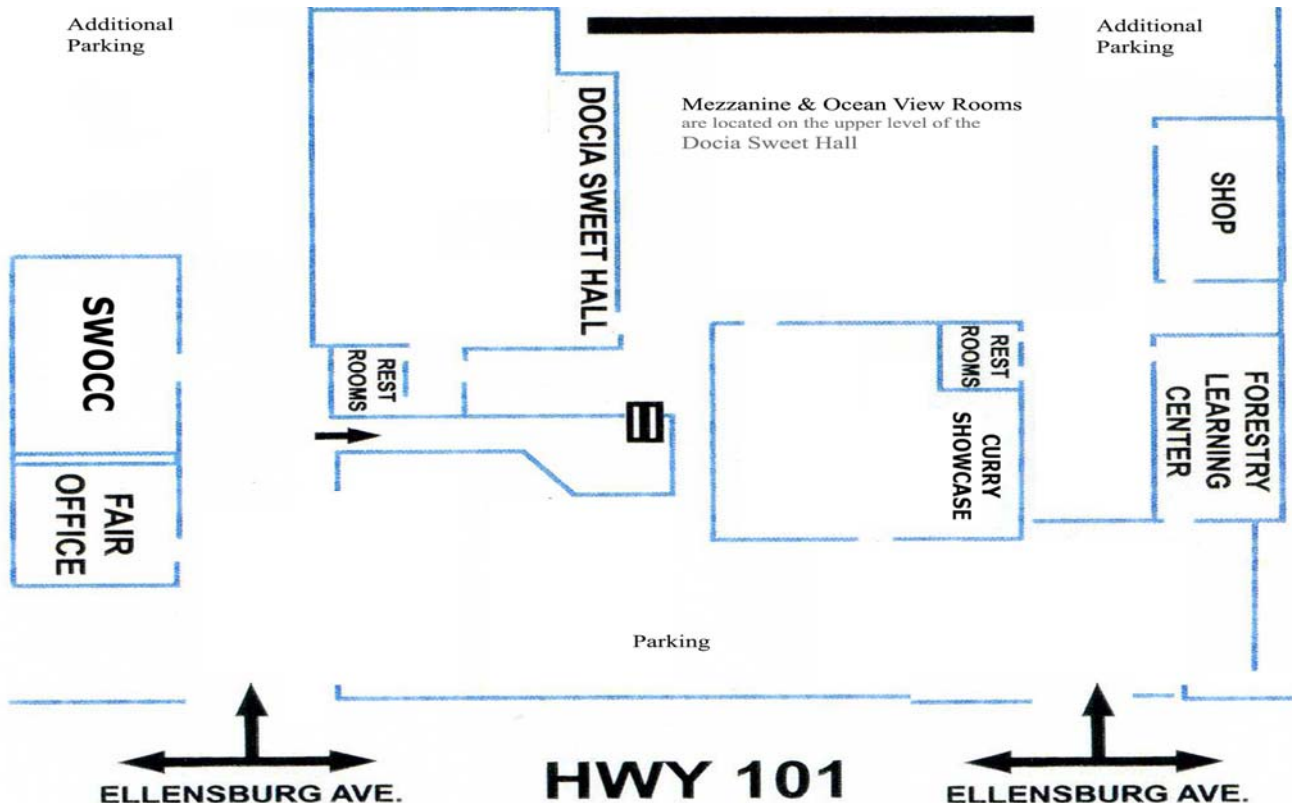 Additional
Parking
Additional
Parking
Mezzanine & Ocean View Rooms
are located on the upper level of the
Docia Sweet Hall
DOCIA SWEET HALL
SHOP
SWOCC
REST
ROOMS
REST
ROOMS
FORESTRY
LEARNING
CENTER
CURRY
SHOWCASE
FAIR
OFFICE
Parking
HWY 101
ELLENSBURG AVE.
ELLENSBURG AVE.